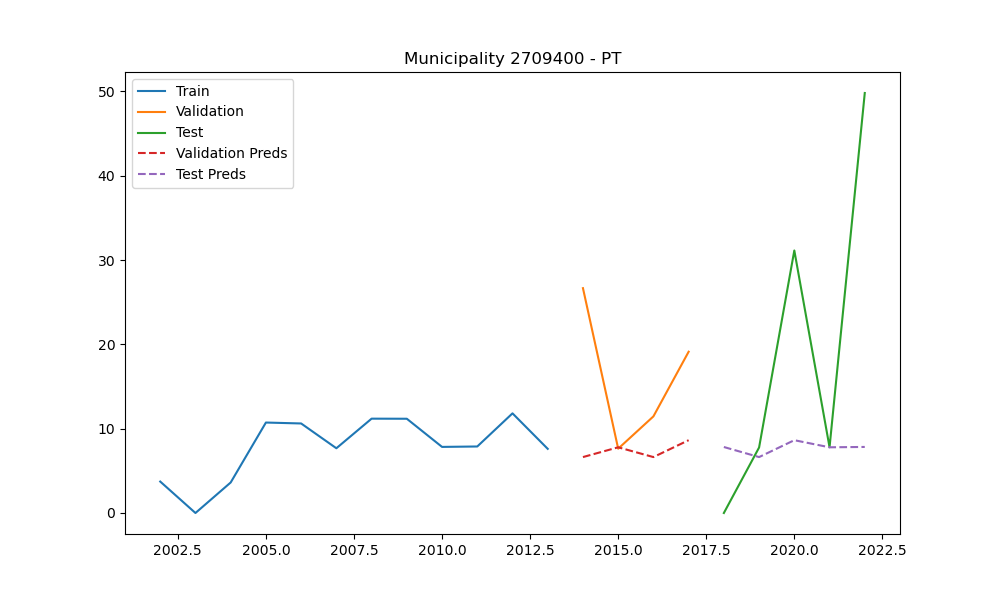 Municipality 2709400 - PT
Train
Validation
Test
Validation Preds
Test Preds
50
40
30
20
10
0
2002.5 2005.0 2007.5 2010.0 2012.5 2015.0 2017.5 2020.0 2022.5